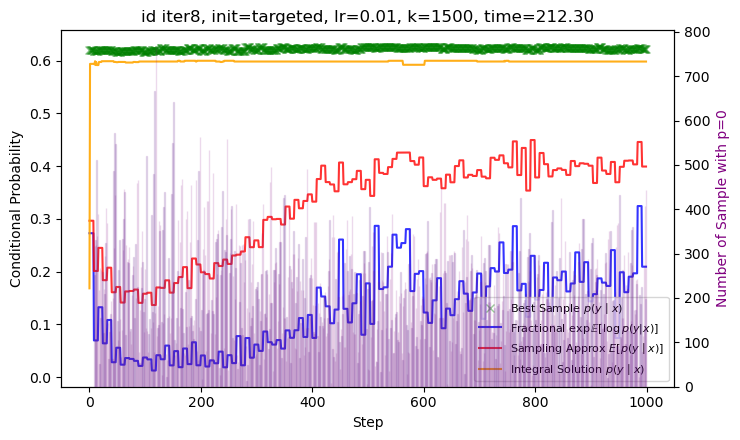 id iter8, init=targeted, lr=0.01, k=1500, time=212.30
Conditional Probability
0.6
0.5
0.4
0.3
0.2
0.1
0.0
800
700
600
500
400
300
200
100
0
Number of Sample with p=0
Best Sample p(y | x)
Fractional exp 𝔼[log p(y|x)]
Sampling Approx E[p(y | x)]
Integral Solution p(y | x)
0
200
400
600
800
1000
Step